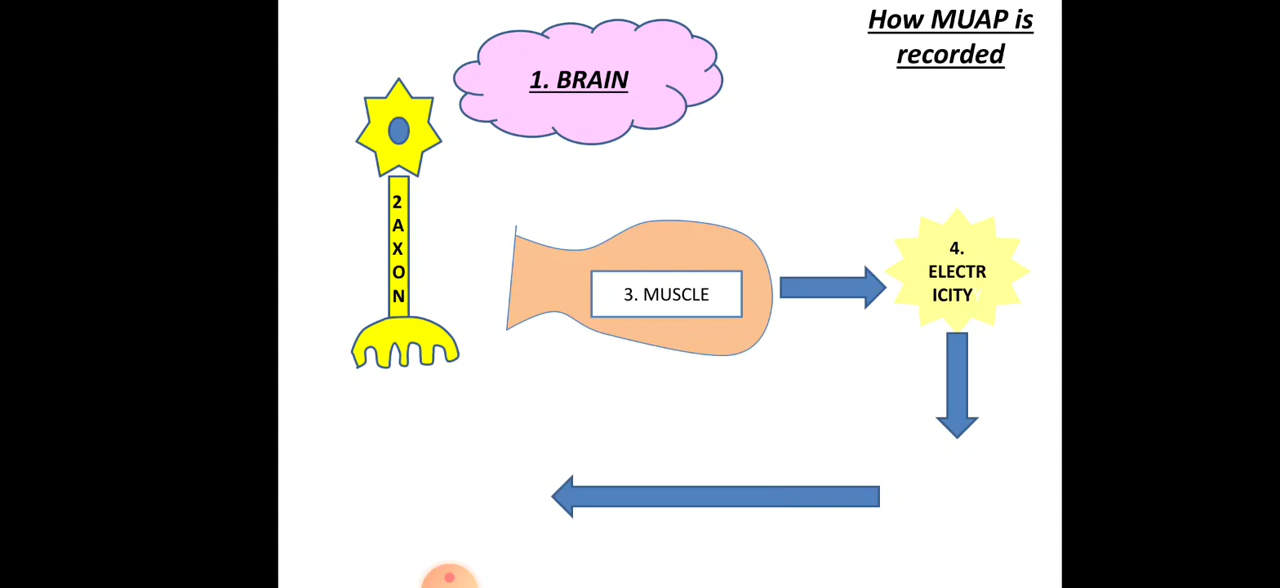 How MUAP is
recorded
1. BRAIN
2
A
X
O
N
3. MUSCLE
4.
ELECTR
ICITY